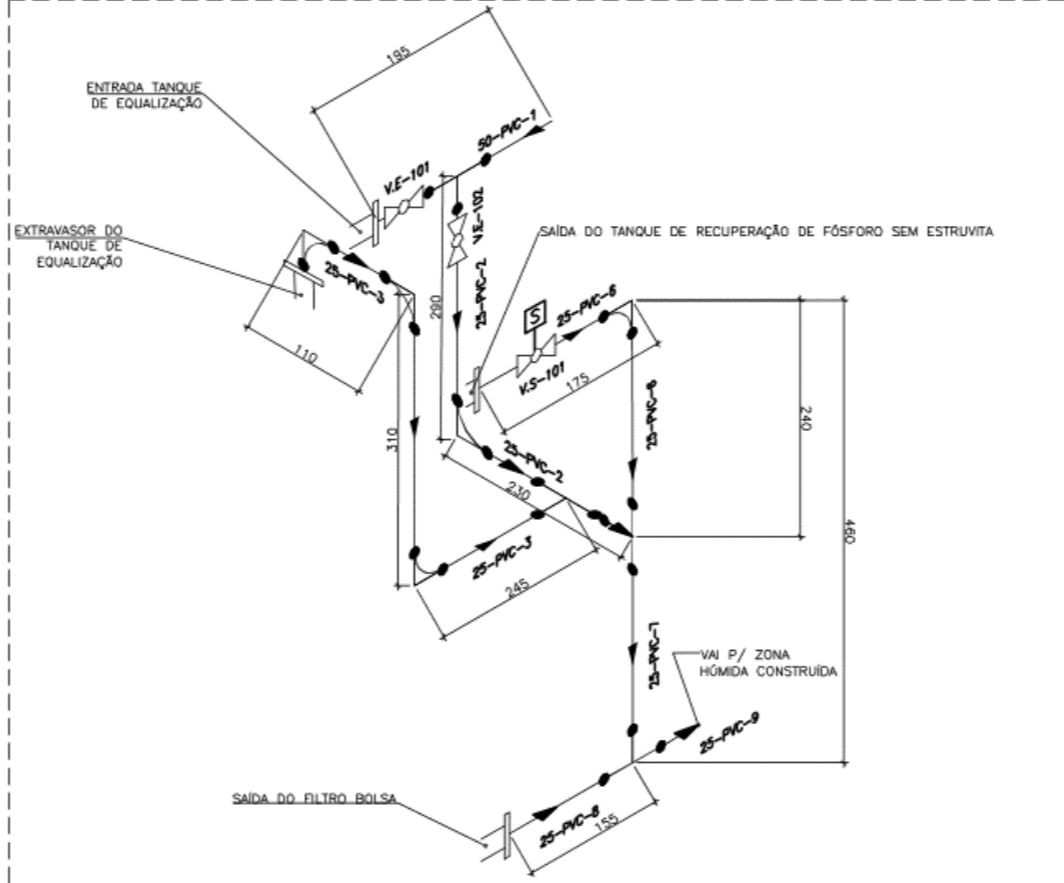 195
ENTRADA TANQUE
DE EQUALIZAÇÃO
50-PVC-1
V.E-101
V.E-102
EXTRAVASOR DO
TANQUE DE
EQUALIZAÇÃO
25-PVC-3
110
290
25-PVC-2
SAÍDA DO TANQUE DE RECUPERAÇÃO DE FÓSFORO SEM ESTRUVITA
S
25-PVC-6
V.S-101
175
25-PVC-6
240
460
310
25-PVC-2
230
25-PVC-3
245
25-PVC-7
VAI P/ ZONA
HÚMIDA CONSTRUÍDA
25-PVC-9
SAÍDA DO FILTRO BOLSA
25-PVC-8
155